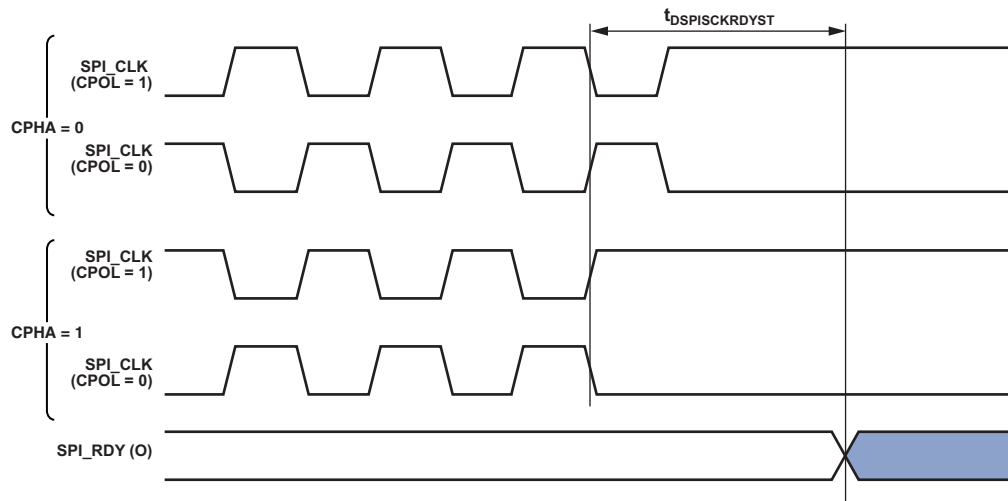 tDSPISCKRDYST
SPI_CLK
(CPOL = 1)
CPHA = 0
SPI_CLK
(CPOL = 0)
SPI_CLK
(CPOL = 1)
CPHA = 1
SPI_CLK
(CPOL = 0)
SPI_RDY (O)